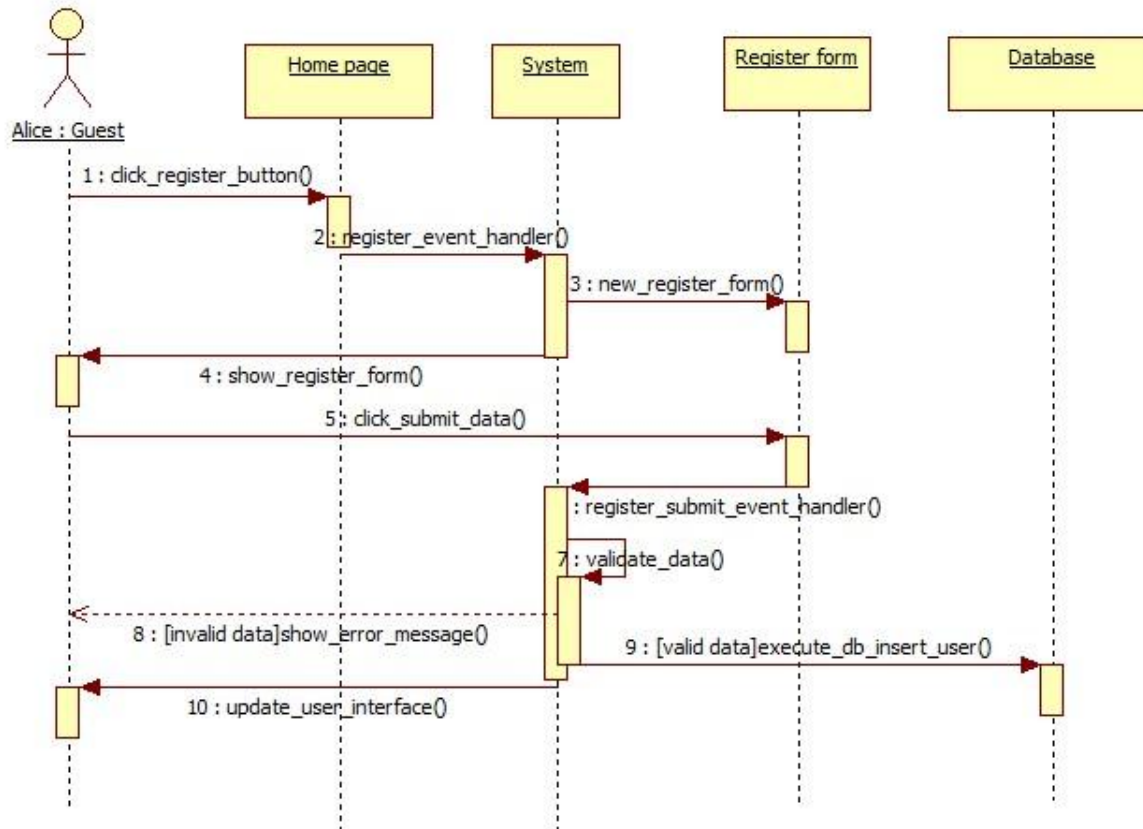 Home page
System
Register form
Database
Alice : Guest
1 : click_register_button()
2 : register_event_handler()
3 : new_register_form()
4 : show_register_form()
5 : click_submit_data()
: register_submit_event_handler()
7 : validate_data()
8 : [invalid data]show_error_message()
9 : [valid data]execute_db_insert_user()
10 : update_user_interface()